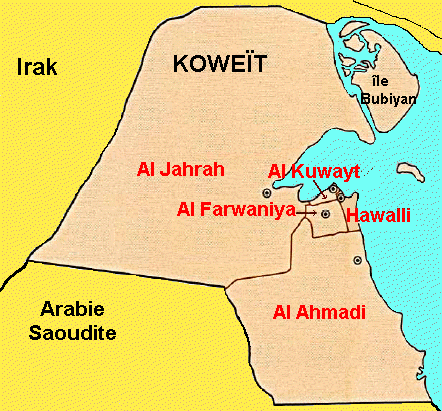 Irak
KOWEÏT
île
Bubiyan
Al Jahrah
Al Kuwayt
Al Farwaniya
Hawalli
Arabie
Saoudite
Al Ahmadi